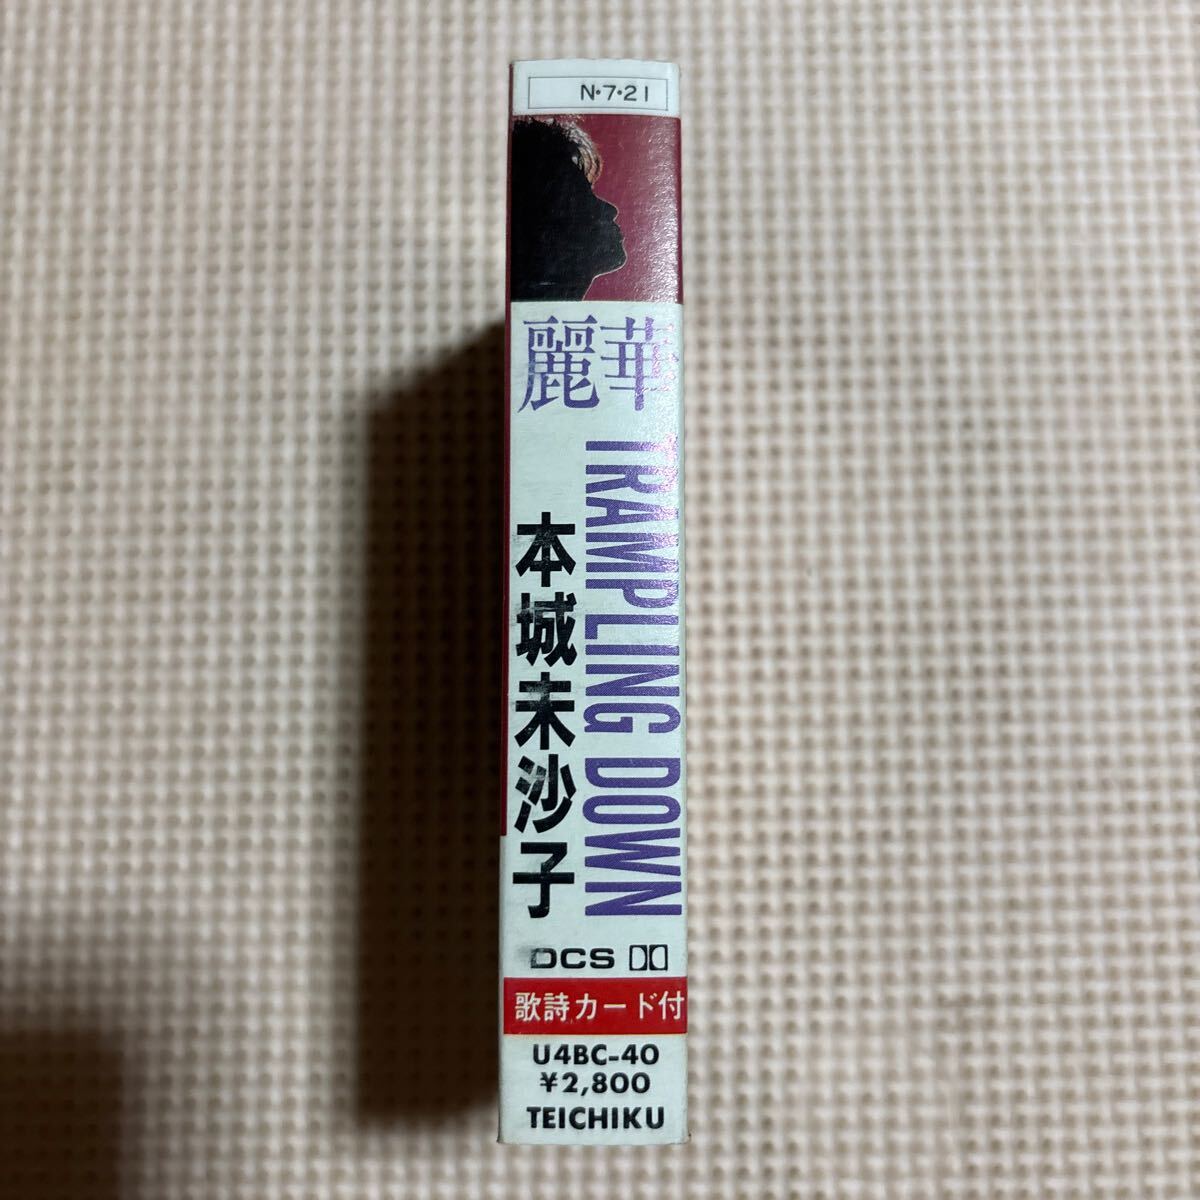 N・7・21
麗華
TRAMPLING DOWN
本城未沙子
DCS
歌詩カード付
U4BC-40
¥2,800
TEICHIKU